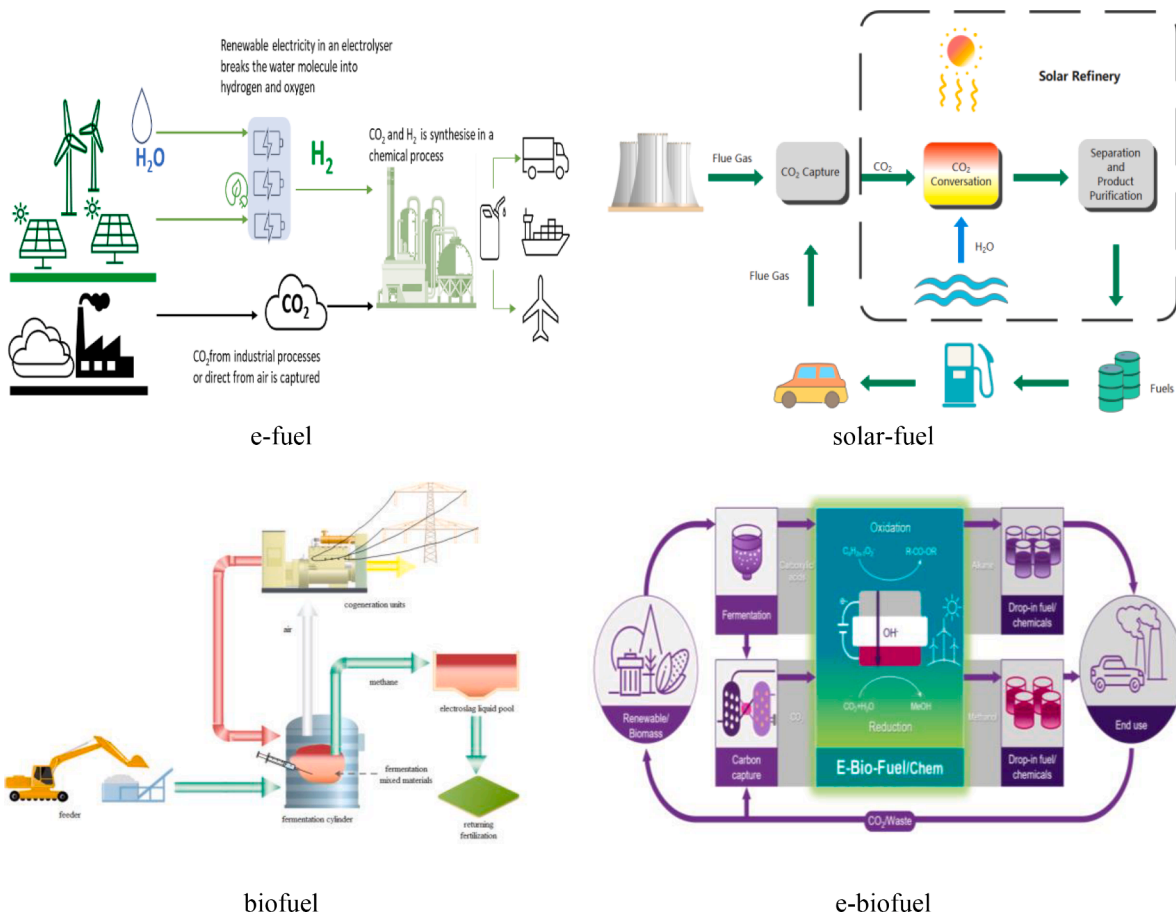 Renewable electricity in an electrolyser
breaks the water molecule into
hydrogen and oxygen
H₂O
H₂
CO₂ and H₂ is synthesise in a
chemical process
CO₂
CO₂from industrial processes
or direct from air is captured
e-fuel
Solar Refinery
Flue Gas
CO₂ Capture
CO₂
CO₂
Conversation
Separation
and
Product
Purification
H₂O
Flue Gas
Fuels
solar-fuel
cogeneration units
air
methane
electroslag liquid pool
feeder
fermentation
mixed materials
fermentation cylinder
returning
fertilization
biofuel
Oxidation
R-CO-OR
Carboxylic
acids
Alkane
Fermentation
Drop-in fuel/
chemicals
OH⁻
Renewable/
Biomass
CO₂
CO₂+H₂O
MeOH
Methanol
End use
Reduction
Carbon
capture
E-Bio-Fuel/Chem
Drop-in fuel/
chemicals
CO₂/Waste
e-biofuel